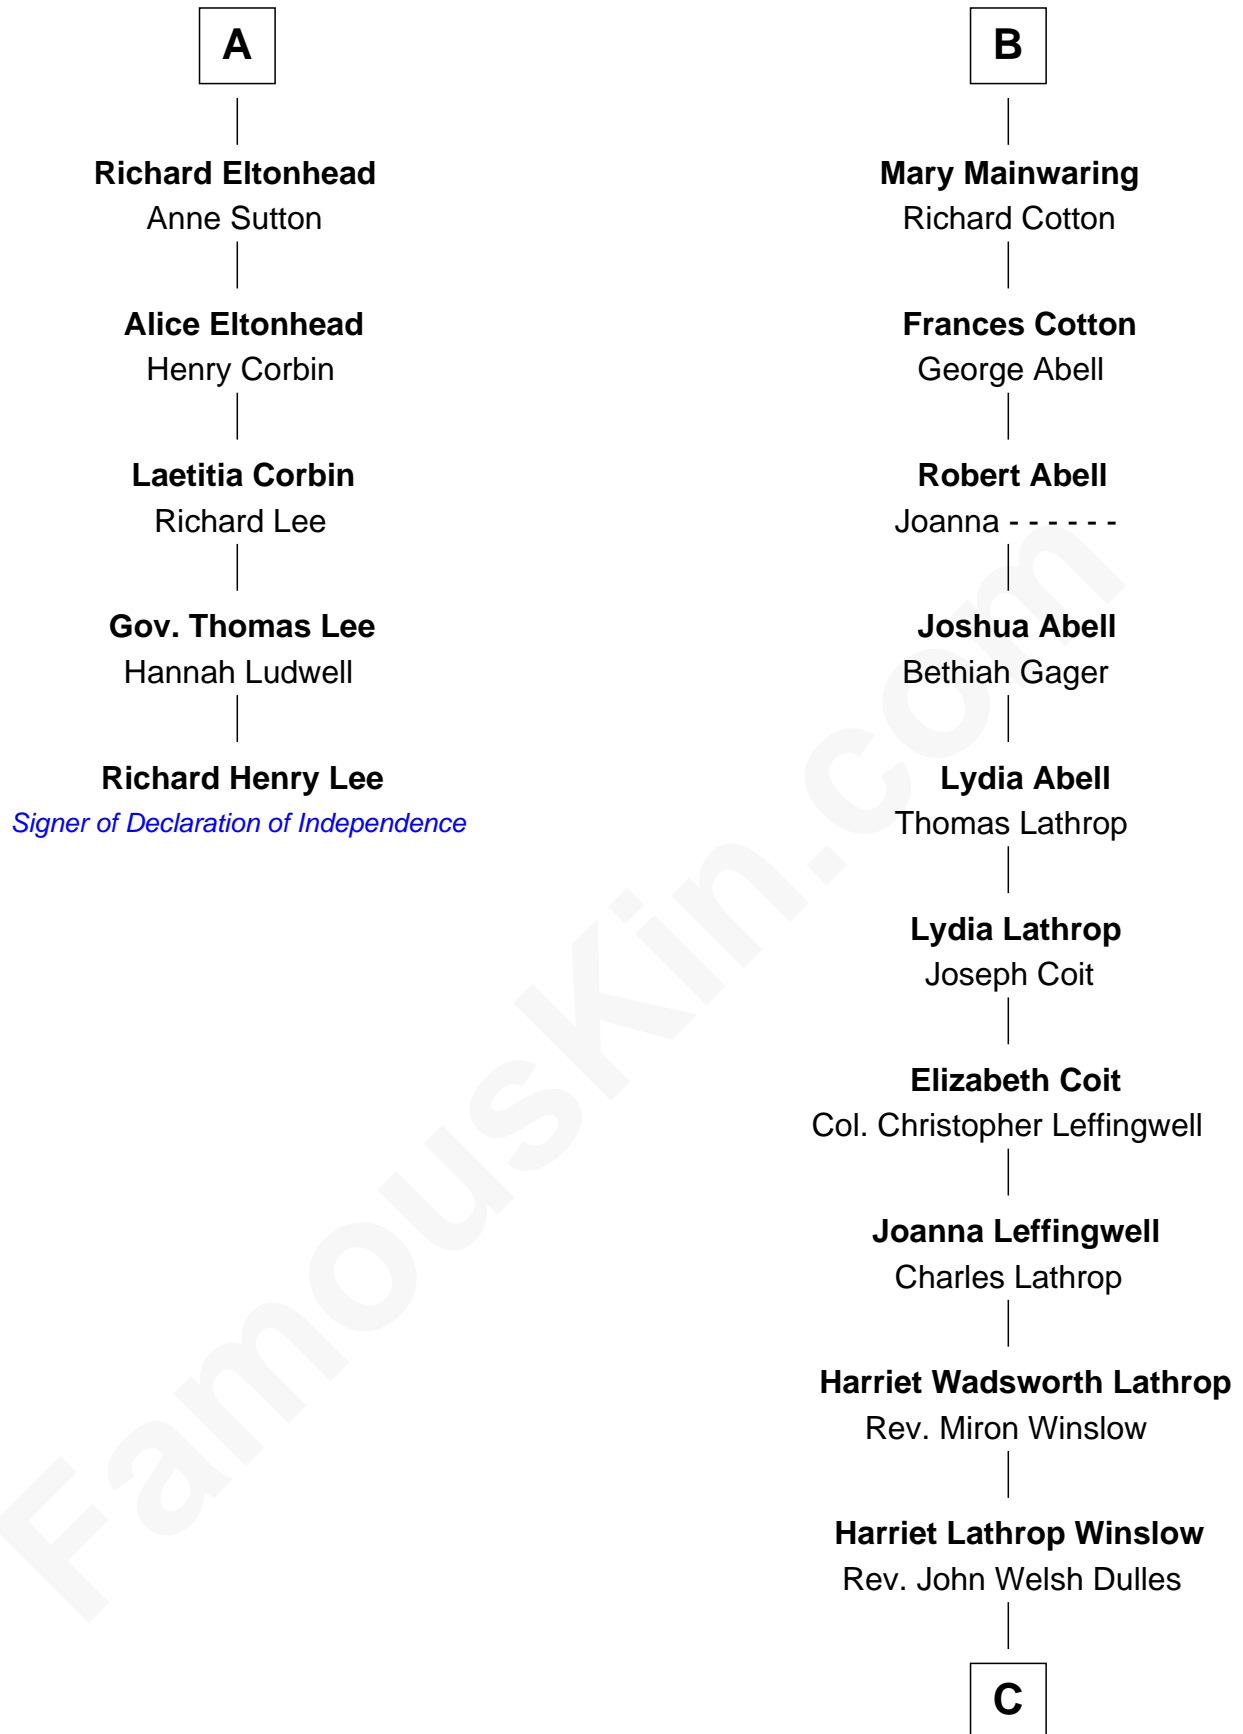 A
Richard Eltonhead
Anne Sutton
Alice Eltonhead
Henry Corbin
Laetitia Corbin
Richard Lee
Gov. Thomas Lee
Hannah Ludwell
Richard Henry Lee
Signer of Declaration of Independence
B
Mary Mainwaring
Richard Cotton
Frances Cotton
George Abell
Robert Abell
Joanna - - - - - -
Joshua Abell
Bethiah Gager
Lydia Abell
Thomas Lathrop
Lydia Lathrop
Joseph Coit
Elizabeth Coit
Col. Christopher Leffingwell
Joanna Leffingwell
Charles Lathrop
Harriet Wadsworth Lathrop
Rev. Miron Winslow
Harriet Lathrop Winslow
Rev. John Welsh Dulles
C
FamousKin.com